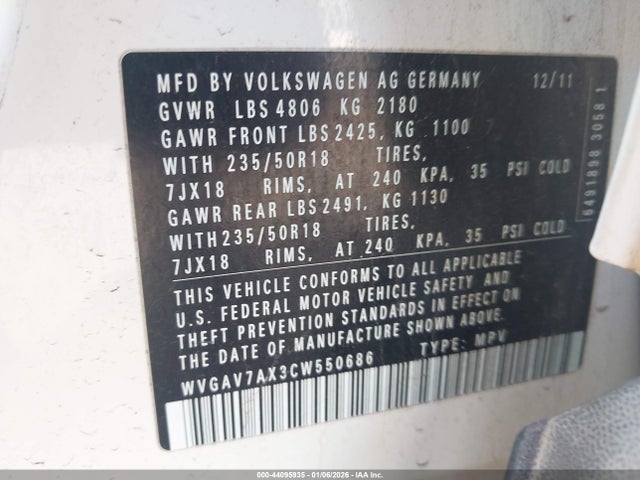 MFD BY VOLKSWAGEN AG GERMANY 12/11
GVWR LBS 4806 KG 2180
GAWR FRONT LBS 2425, KG 1100
WITH 235/50R18 TIRES,
7JX18 RIMS, AT 240 KPA, 35 PSI COLD
GAWR REAR LBS 2491, KG 1130
WITH 235/50R18 TIRES,
7JX18 RIMS, AT 240 KPA, 35 PSI COLD
THIS VEHICLE CONFORMS TO ALL APPLICABLE
U.S. FEDERAL MOTOR VEHICLE SAFETY AND
THEFT PREVENTION STANDARDS IN EFFECT ON
THE DATE OF MANUFACTURE SHOWN ABOVE.
WVGAV7AX3CW550686 TYPE: MPV
6491898 3058 1
000-44095935 - 01/06/2026 - IAAI.COM